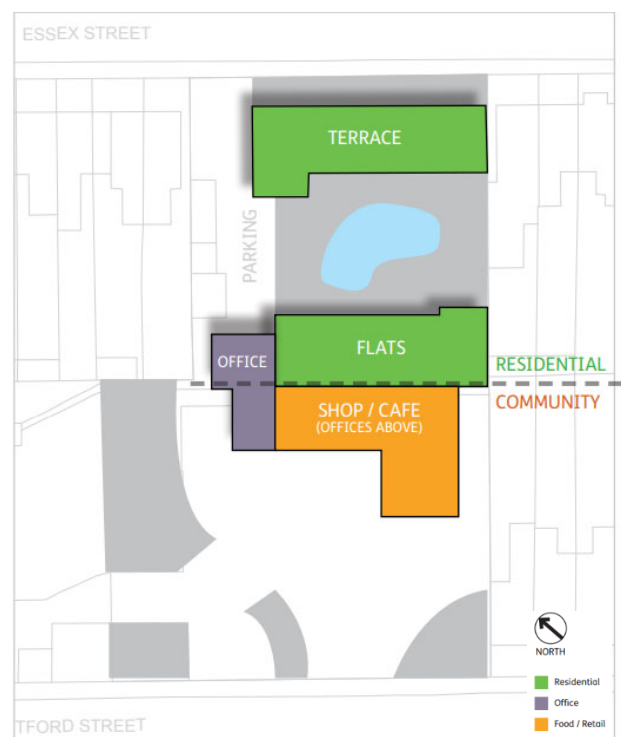 ESSEX STREET
TERRACE
PARKING
OFFICE
FLATS
RESIDENTIAL
COMMUNITY
SHOP / CAFE
(OFFICES ABOVE)
NORTH
Residential
Office
Food / Retail
TFORD STREET